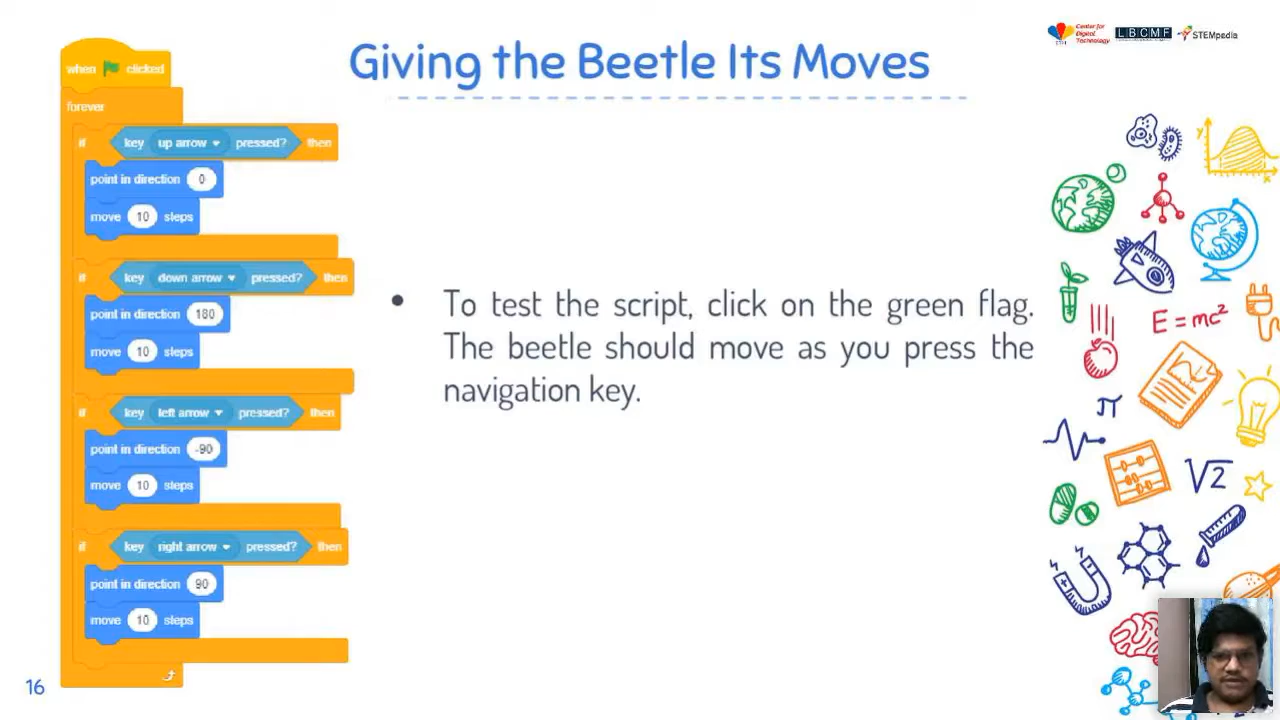 Giving the Beetle Its Moves
Center for
Digital
Technology
LBCMF
STEMpedia
when clicked
forever
if key up arrow pressed? then
point in direction 0
move 10 steps
if key down arrow pressed? then
point in direction 180
move 10 steps
if key left arrow pressed? then
point in direction -90
move 10 steps
if key right arrow pressed? then
point in direction 90
move 10 steps
• To test the script, click on the green flag.
The beetle should move as you press the
navigation key.
y
x
E=mc²
π
√2
16